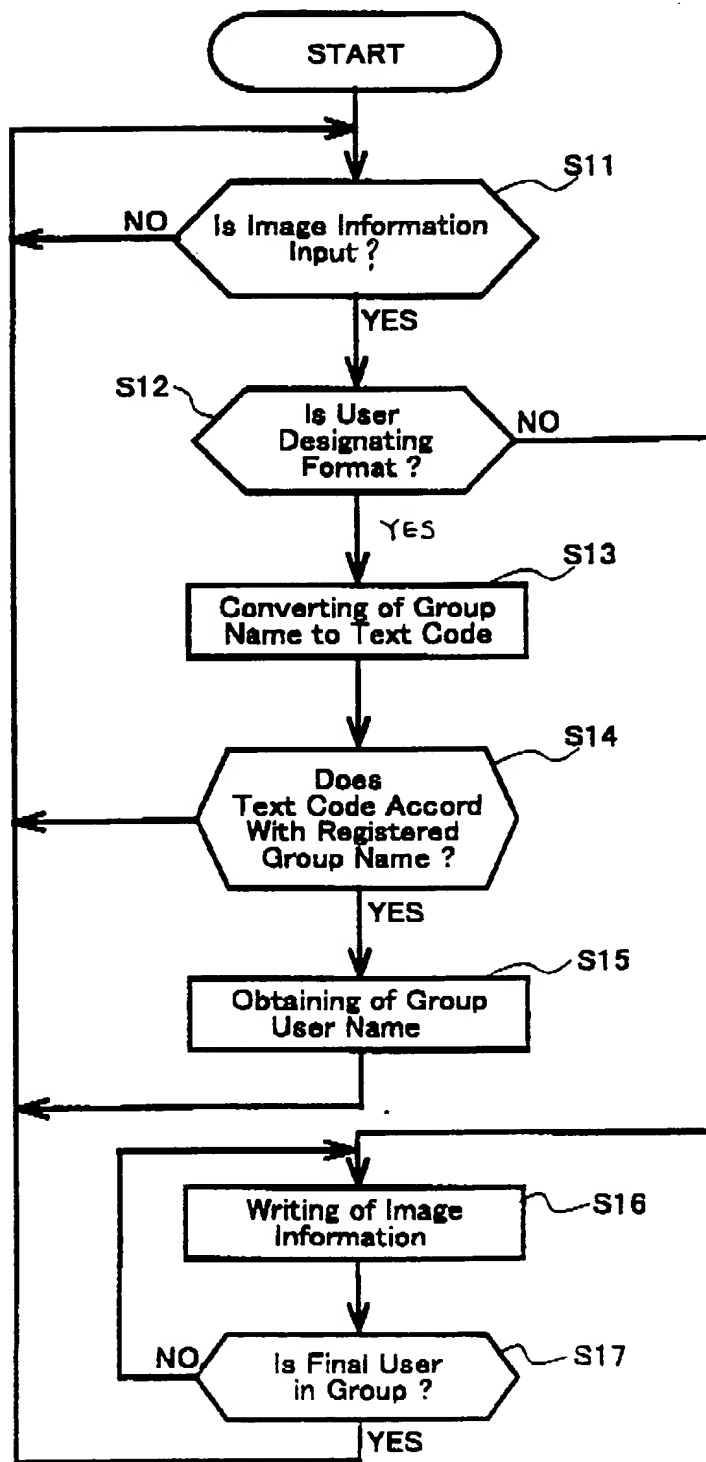 START
S11
NO
Is Image Information
Input ?
YES
S12
Is User
Designating
Format ?
NO
YES
S13
Converting of Group
Name to Text Code
S14
Does
Text Code Accord
With Registered
Group Name ?
YES
S15
Obtaining of Group
User Name
Writing of Image
Information
S16
NO
Is Final User
in Group ?
S17
YES